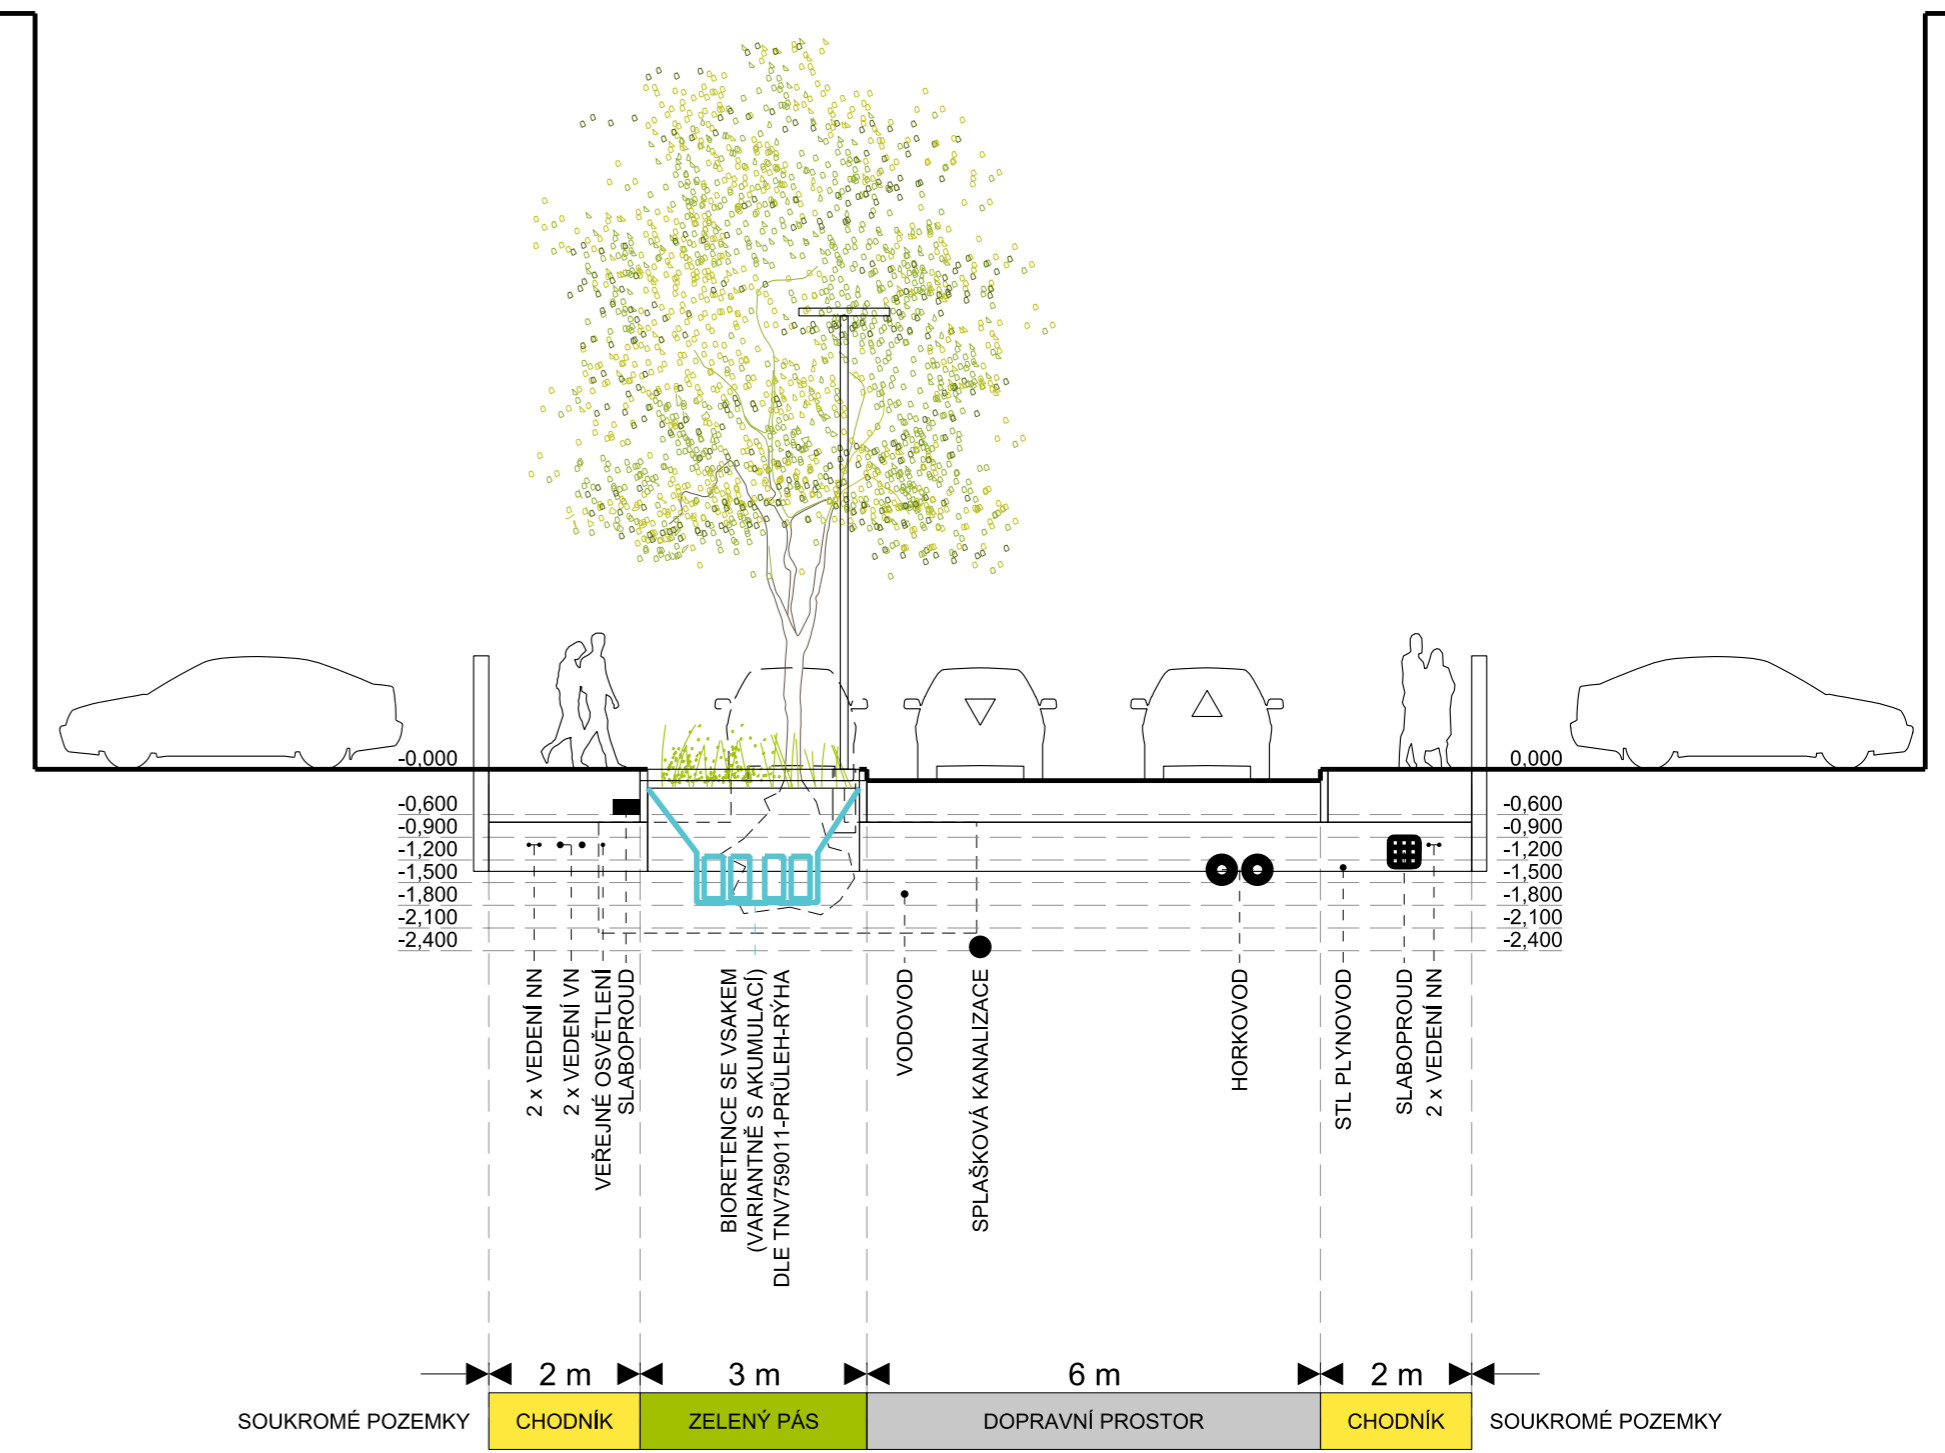 -0,000
-0,600
-0,900
-1,200
-1,500
-1,800
-2,100
-2,400
0,000
-0,600
-0,900
-1,200
-1,500
-1,800
-2,100
-2,400
2 x VEDENÍ NN
2 x VEDENÍ VN
VEŘEJNÉ OSVĚTLENÍ
SLABOPROUD
BIORETENCE SE VSAKEM
(VARIANTNĚ S AKUMULACÍ)
DLE TNV759011-PRŮLEH-RÝHA
VODOVOD
SPLAŠKOVÁ KANALIZACE
HORKOVOD
STL PLYNOVOD
SLABOPROUD
2 x VEDENÍ NN
2 m
3 m
6 m
2 m
SOUKROMÉ POZEMKY
CHODNÍK
ZELENÝ PÁS
DOPRAVNÍ PROSTOR
CHODNÍK
SOUKROMÉ POZEMKY